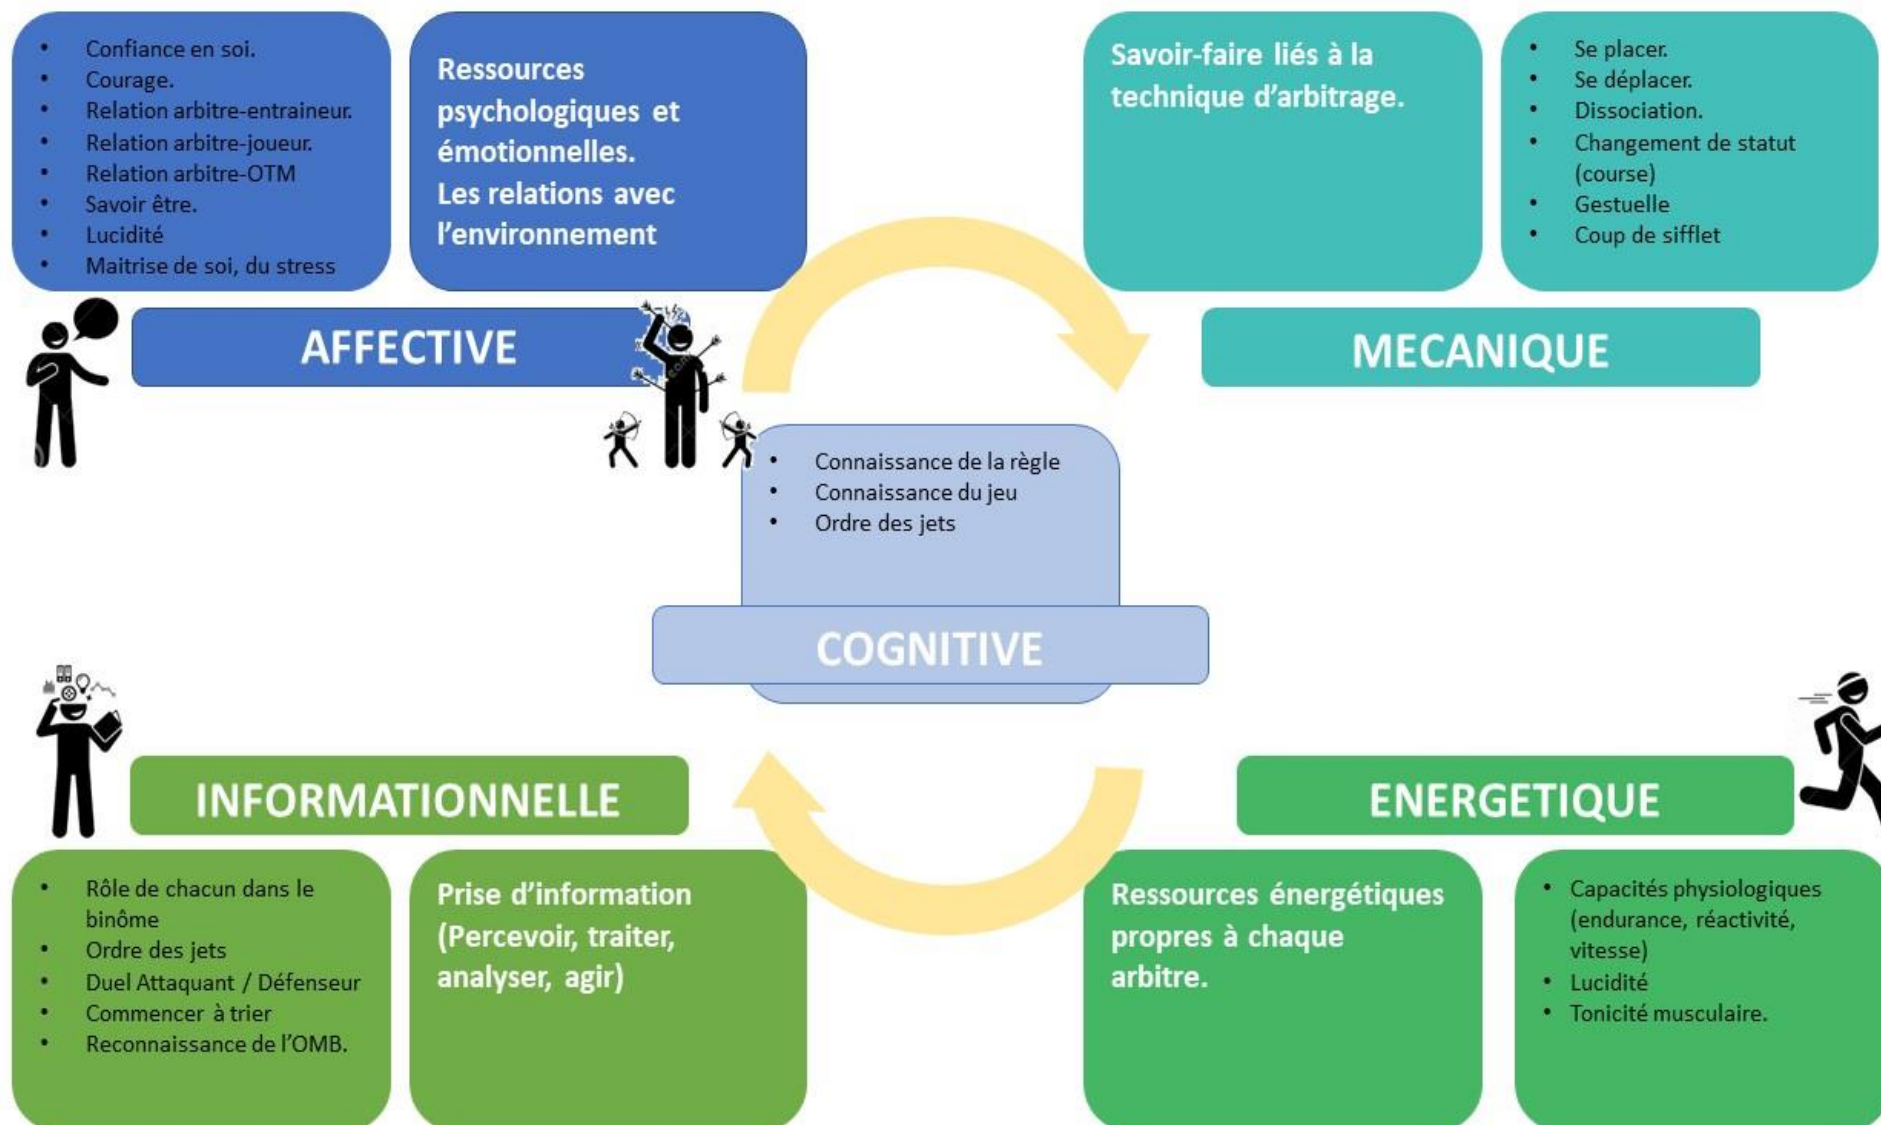 Confiance en soi.
Courage.
Relation arbitre-entraineur.
Relation arbitre-joueur.
Relation arbitre-OTM
Savoir être.
Lucidité
Maitrise de soi, du stress
Ressources
psychologiques et
émotionnelles.
Les relations avec
l’environnement
AFFECTIVE
Savoir-faire liés à la
technique d’arbitrage.
Se placer.
Se déplacer.
Dissociation.
Changement de statut
(course)
Gestuelle
Coup de sifflet
MECANIQUE
Connaissance de la règle
Connaissance du jeu
Ordre des jets
COGNITIVE
INFORMATIONNELLE
Rôle de chacun dans le
binôme
Ordre des jets
Duel Attaquant / Défenseur
Commencer à trier
Reconnaissance de l’OMB.
Prise d’information
(Percevoir, traiter,
analyser, agir)
ENERGETIQUE
Ressources énergétiques
propres à chaque
arbitre.
Capacités physiologiques
(endurance, réactivité,
vitesse)
Lucidité
Tonicité musculaire.